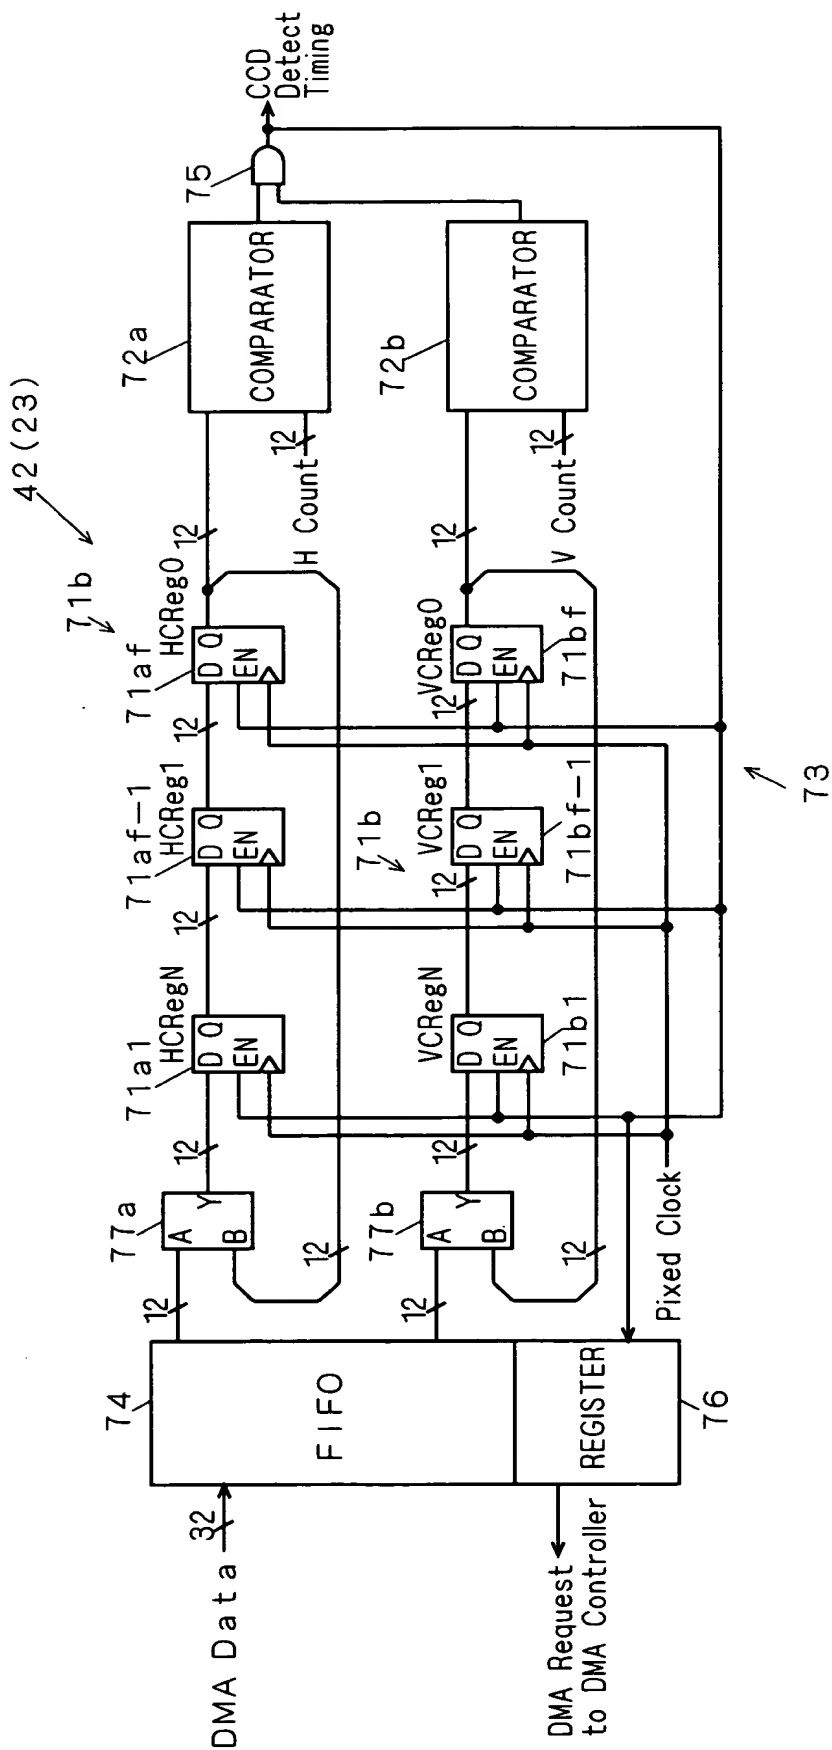 42(23)
71b
74
77a
71a1
HCRegN
71af-1
HCReg1
71af
HCReg0
72a
75
DMA Data
32
FIFO
12
A
B
Y
12
D Q
EN
12
D Q
EN
12
D Q
EN
12
COMPARATOR
H Count
12
12
CCD
Detect
Timing
71b
77b
VCRegN
VCReg1
VCReg0
72b
12
A
B
Y
12
D Q
EN
71b1
12
D Q
EN
71bf-1
12
D Q
EN
71bf
12
COMPARATOR
V Count
12
12
REGISTER
76
DMA Request
to DMA Controller
Pixed Clock
73